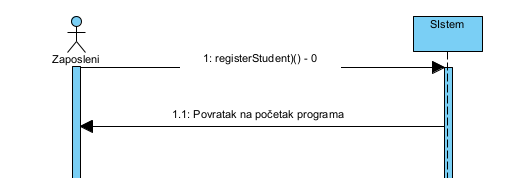 SIstem
Zaposleni
1: registerStudent)() - 0
1.1: Povratak na početak programa